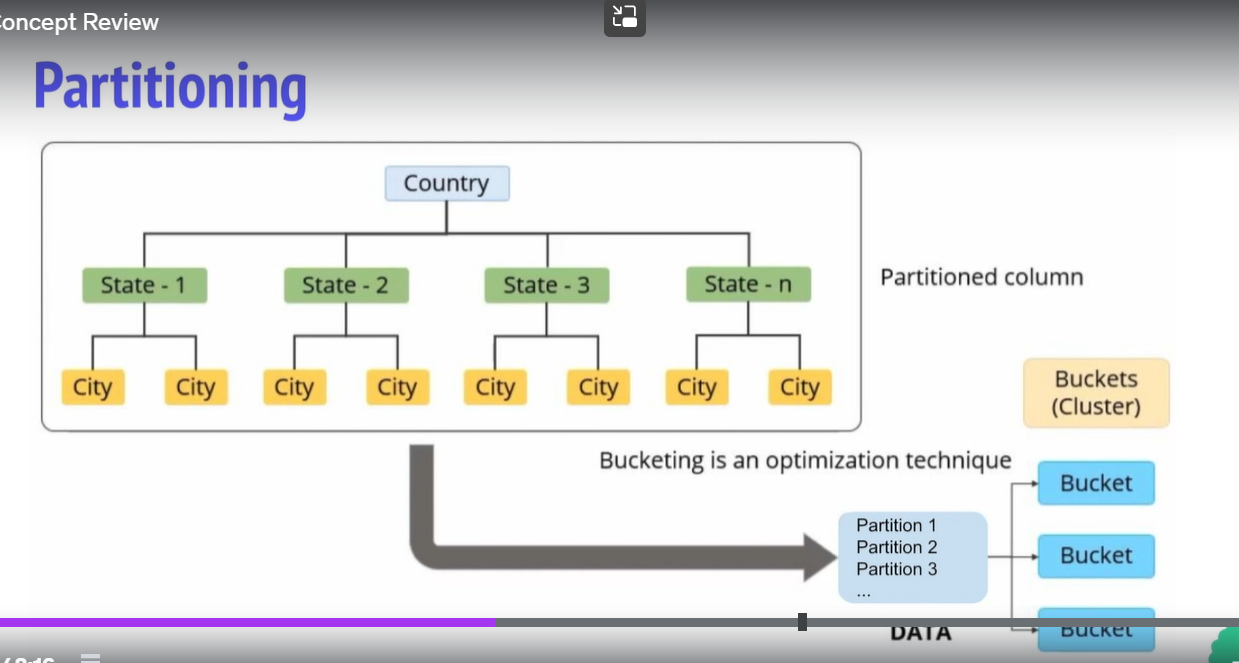 oncept Review
Partitioning
Country
State - 1 State - 2 State - 3 State - n
Partitioned column
City City City City City City City City
Buckets
(Cluster)
Bucketing is an optimization technique
Bucket
Partition 1
Partition 2
Partition 3
...
Bucket
DATA
Bucket